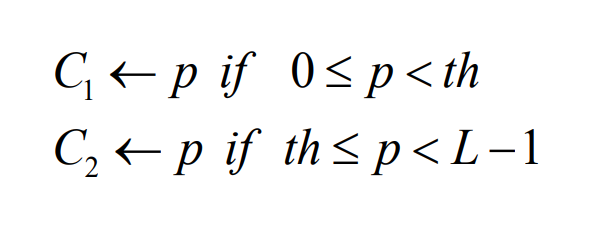 C₁ ← p if 0 ≤ p < th
C₂ ← p if th ≤ p < L − 1